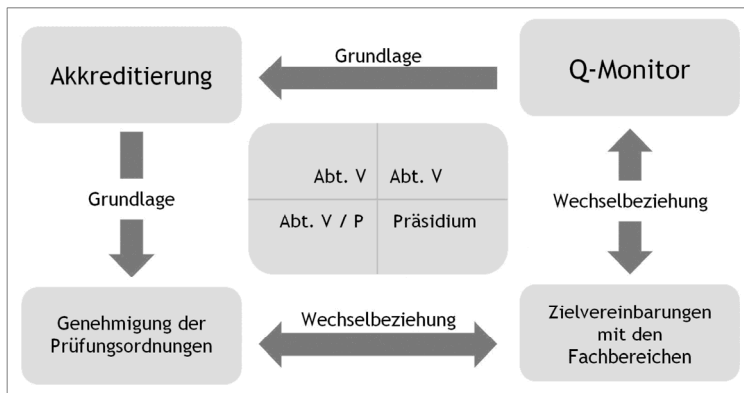 Akkreditierung
Grundlage
Q-Monitor
Abt. V
Abt. V
Grundlage
Wechselbeziehung
Abt. V / P
Präsidium
Genehmigung der
Prüfungsordnungen
Wechselbeziehung
Zielvereinbarungen
mit den
Fachbereichen